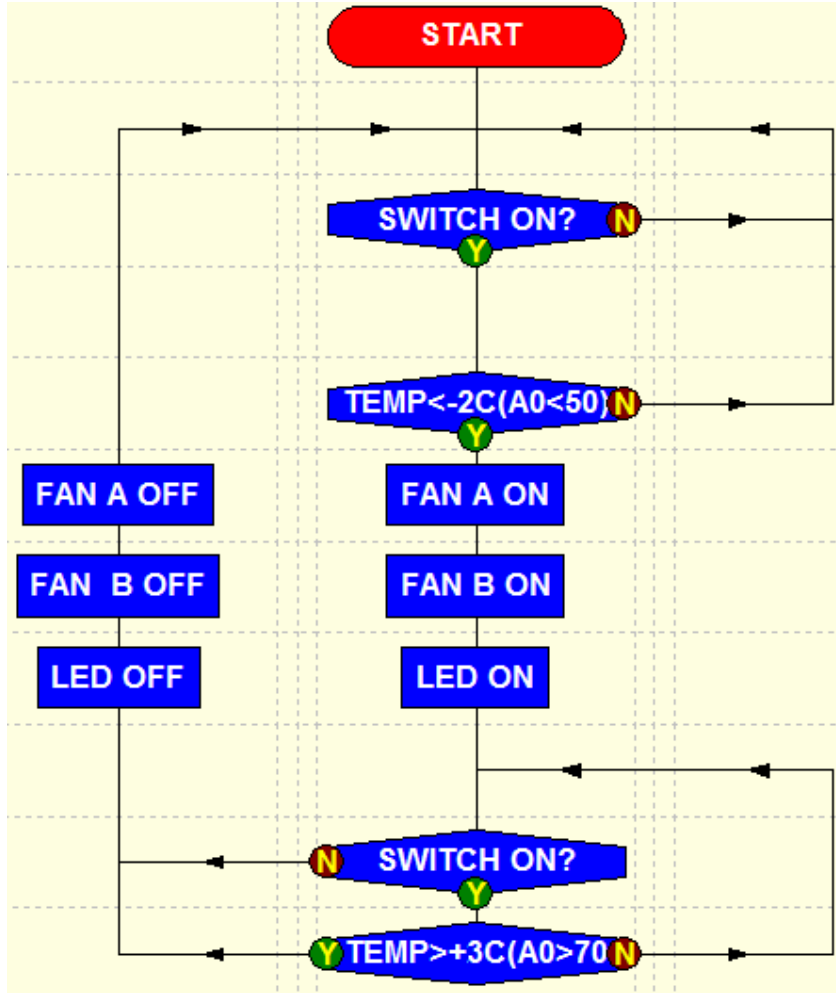 START
SWITCH ON?
N
Y
TEMP<-2C(A0<50)
N
Y
FAN A OFF
FAN A ON
FAN B OFF
FAN B ON
LED OFF
LED ON
N
SWITCH ON?
Y
Y
TEMP>+3C(A0>70
N